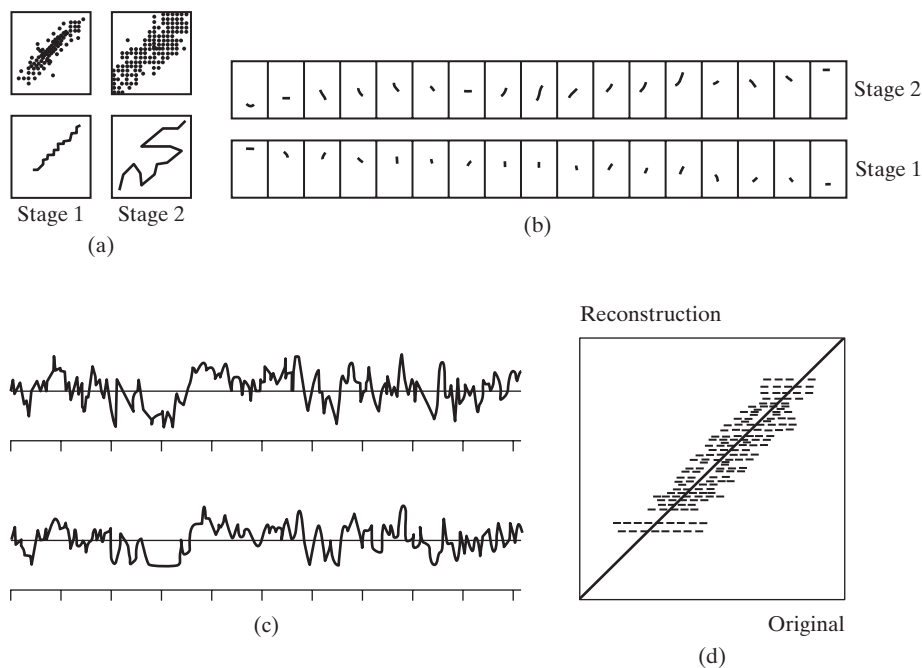 Stage 2
Stage 1
Stage 1 Stage 2
(a)
(b)
Reconstruction
Original
(c)
(d)